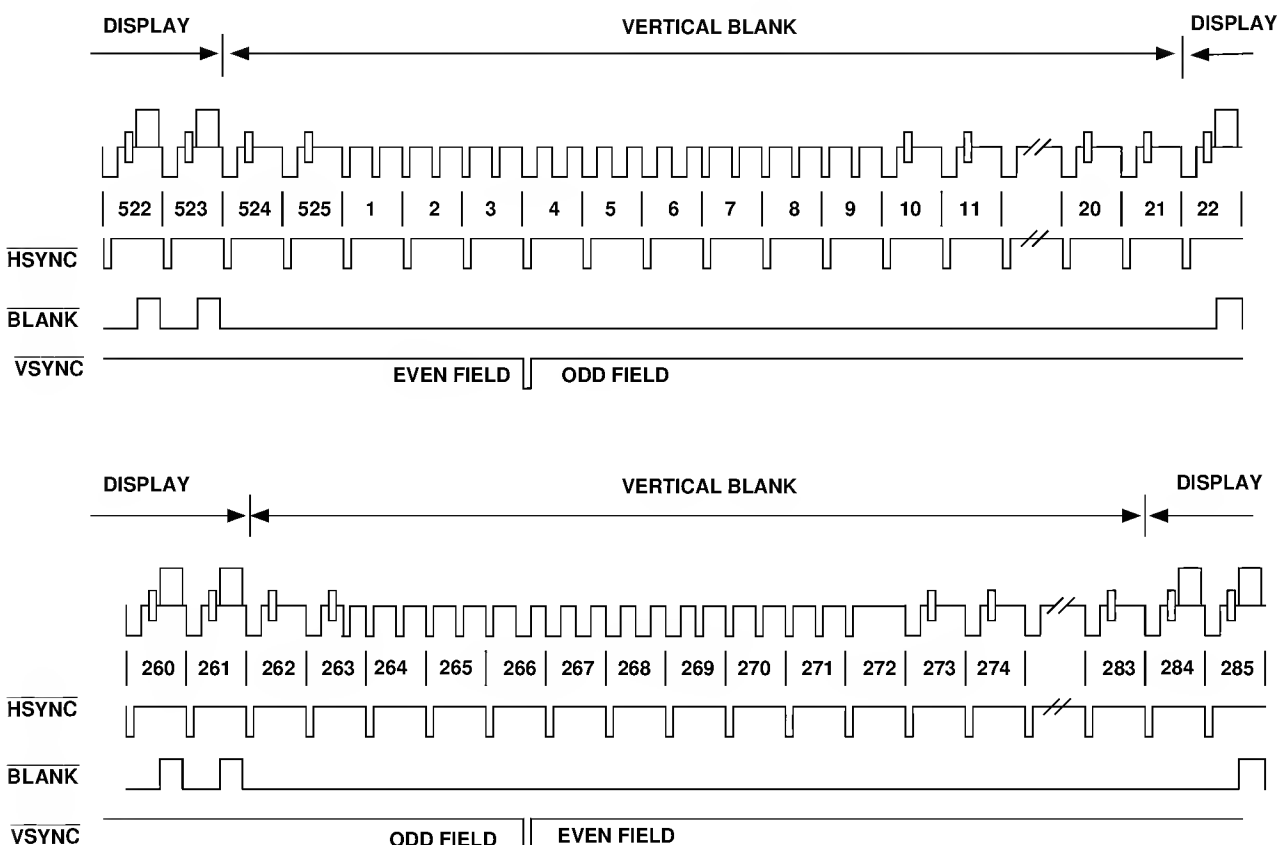 DISPLAY VERTICAL BLANK DISPLAY
522 523 524 525 1 2 3 4 5 6 7 8 9 10 11 20 21 22
HSYNC
BLANK
VSYNC
EVEN FIELD ODD FIELD
DISPLAY VERTICAL BLANK DISPLAY
260 261 262 263 264 265 266 267 268 269 270 271 272 273 274 283 284 285
HSYNC
BLANK
VSYNC
ODD FIELD EVEN FIELD